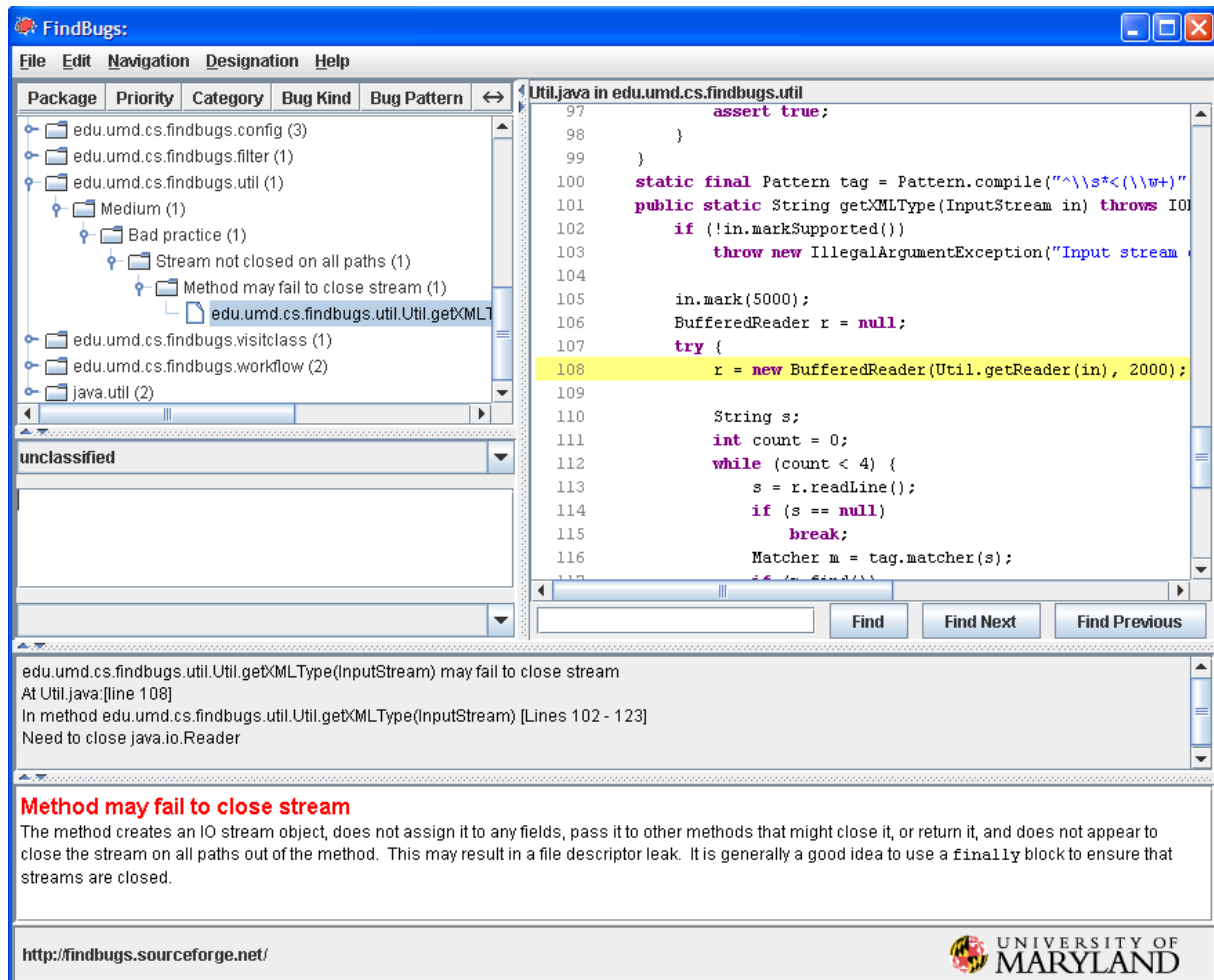 FindBugs:
File Edit Navigation Designation Help
Package Priority Category Bug Kind Bug Pattern ↔
edu.umd.cs.findbugs.config (3)
edu.umd.cs.findbugs.filter (1)
edu.umd.cs.findbugs.util (1)
Medium (1)
Bad practice (1)
Stream not closed on all paths (1)
Method may fail to close stream (1)
edu.umd.cs.findbugs.util.Util.getXMLT
edu.umd.cs.findbugs.visitclass (1)
edu.umd.cs.findbugs.workflow (2)
java.util (2)
unclassified
Util.java in edu.umd.cs.findbugs.util
97 assert true;
98 }
99 }
100 static final Pattern tag = Pattern.compile("^\\s*<(\\w+)"
101 public static String getXMLType(InputStream in) throws IOE
102 if (!in.markSupported())
103 throw new IllegalArgumentException("Input stream
104
105 in.mark(5000);
106 BufferedReader r = null;
107 try {
108 r = new BufferedReader(Util.getReader(in), 2000);
109
110 String s;
111 int count = 0;
112 while (count < 4) {
113 s = r.readLine();
114 if (s == null)
115 break;
116 Matcher m = tag.matcher(s);
Find Find Next Find Previous
edu.umd.cs.findbugs.util.Util.getXMLType(InputStream) may fail to close stream
At Util.java:[line 108]
In method edu.umd.cs.findbugs.util.Util.getXMLType(InputStream) [Lines 102 - 123]
Need to close java.io.Reader
Method may fail to close stream
The method creates an IO stream object, does not assign it to any fields, pass it to other methods that might close it, or return it, and does not appear to
close the stream on all paths out of the method. This may result in a file descriptor leak. It is generally a good idea to use a finally block to ensure that
streams are closed.
http://findbugs.sourceforge.net/
UNIVERSITY OF
MARYLAND